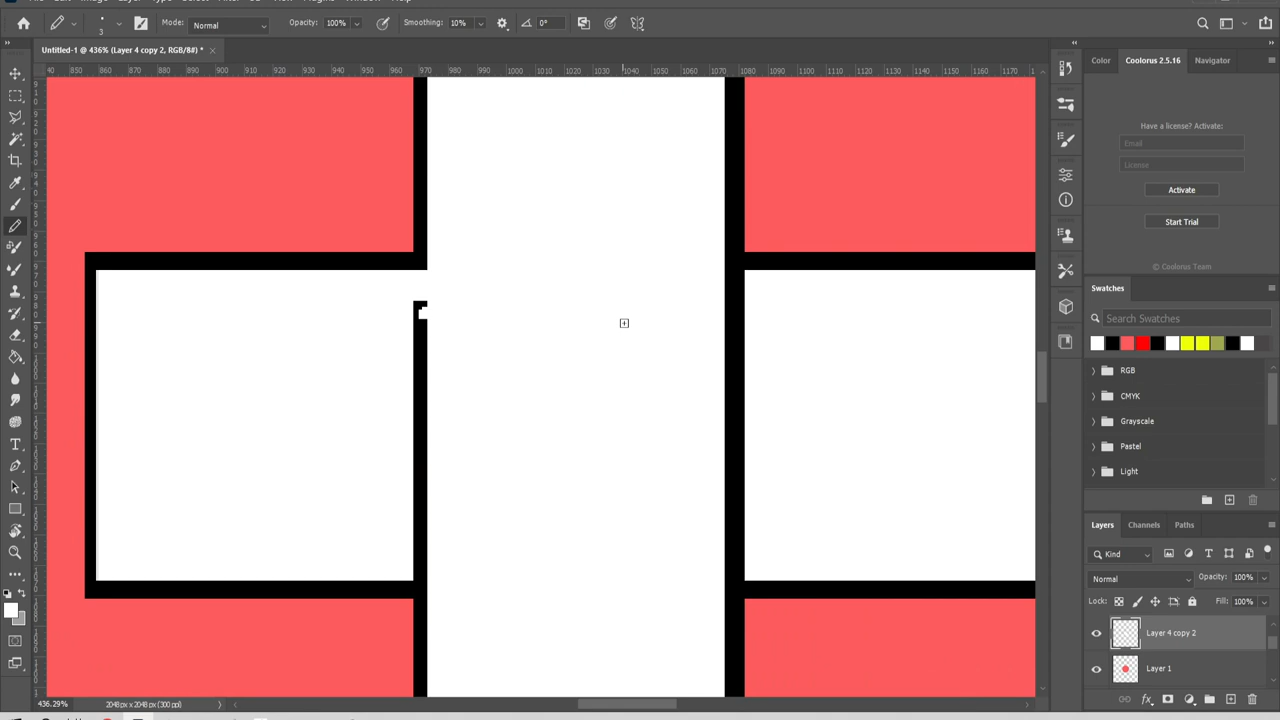 3
Mode: Normal
Opacity: 100%
Smoothing: 10%
0°
Untitled-1 @ 436% (Layer 4 copy 2, RGB/8#) *
40 850 860 870 880 890 900 910 920 930 940 950 960 970 980 990 1000 1010 1020 1030 1040 1050 1060 1070 1080 1090 1100 1110 1120 1130 1140 1150 1160 1170
Color
Coolorus 2.5.16
Navigator
Have a license? Activate:
Email
License
Activate
Start Trial
© Coolorus Team
Swatches
Search Swatches
RGB
CMYK
Grayscale
Pastel
Light
Layers
Channels
Paths
Kind
Normal
Opacity: 100%
Lock:
Fill: 100%
Layer 4 copy 2
Layer 1
436.29%
2048 px x 2048 px (300 ppi)